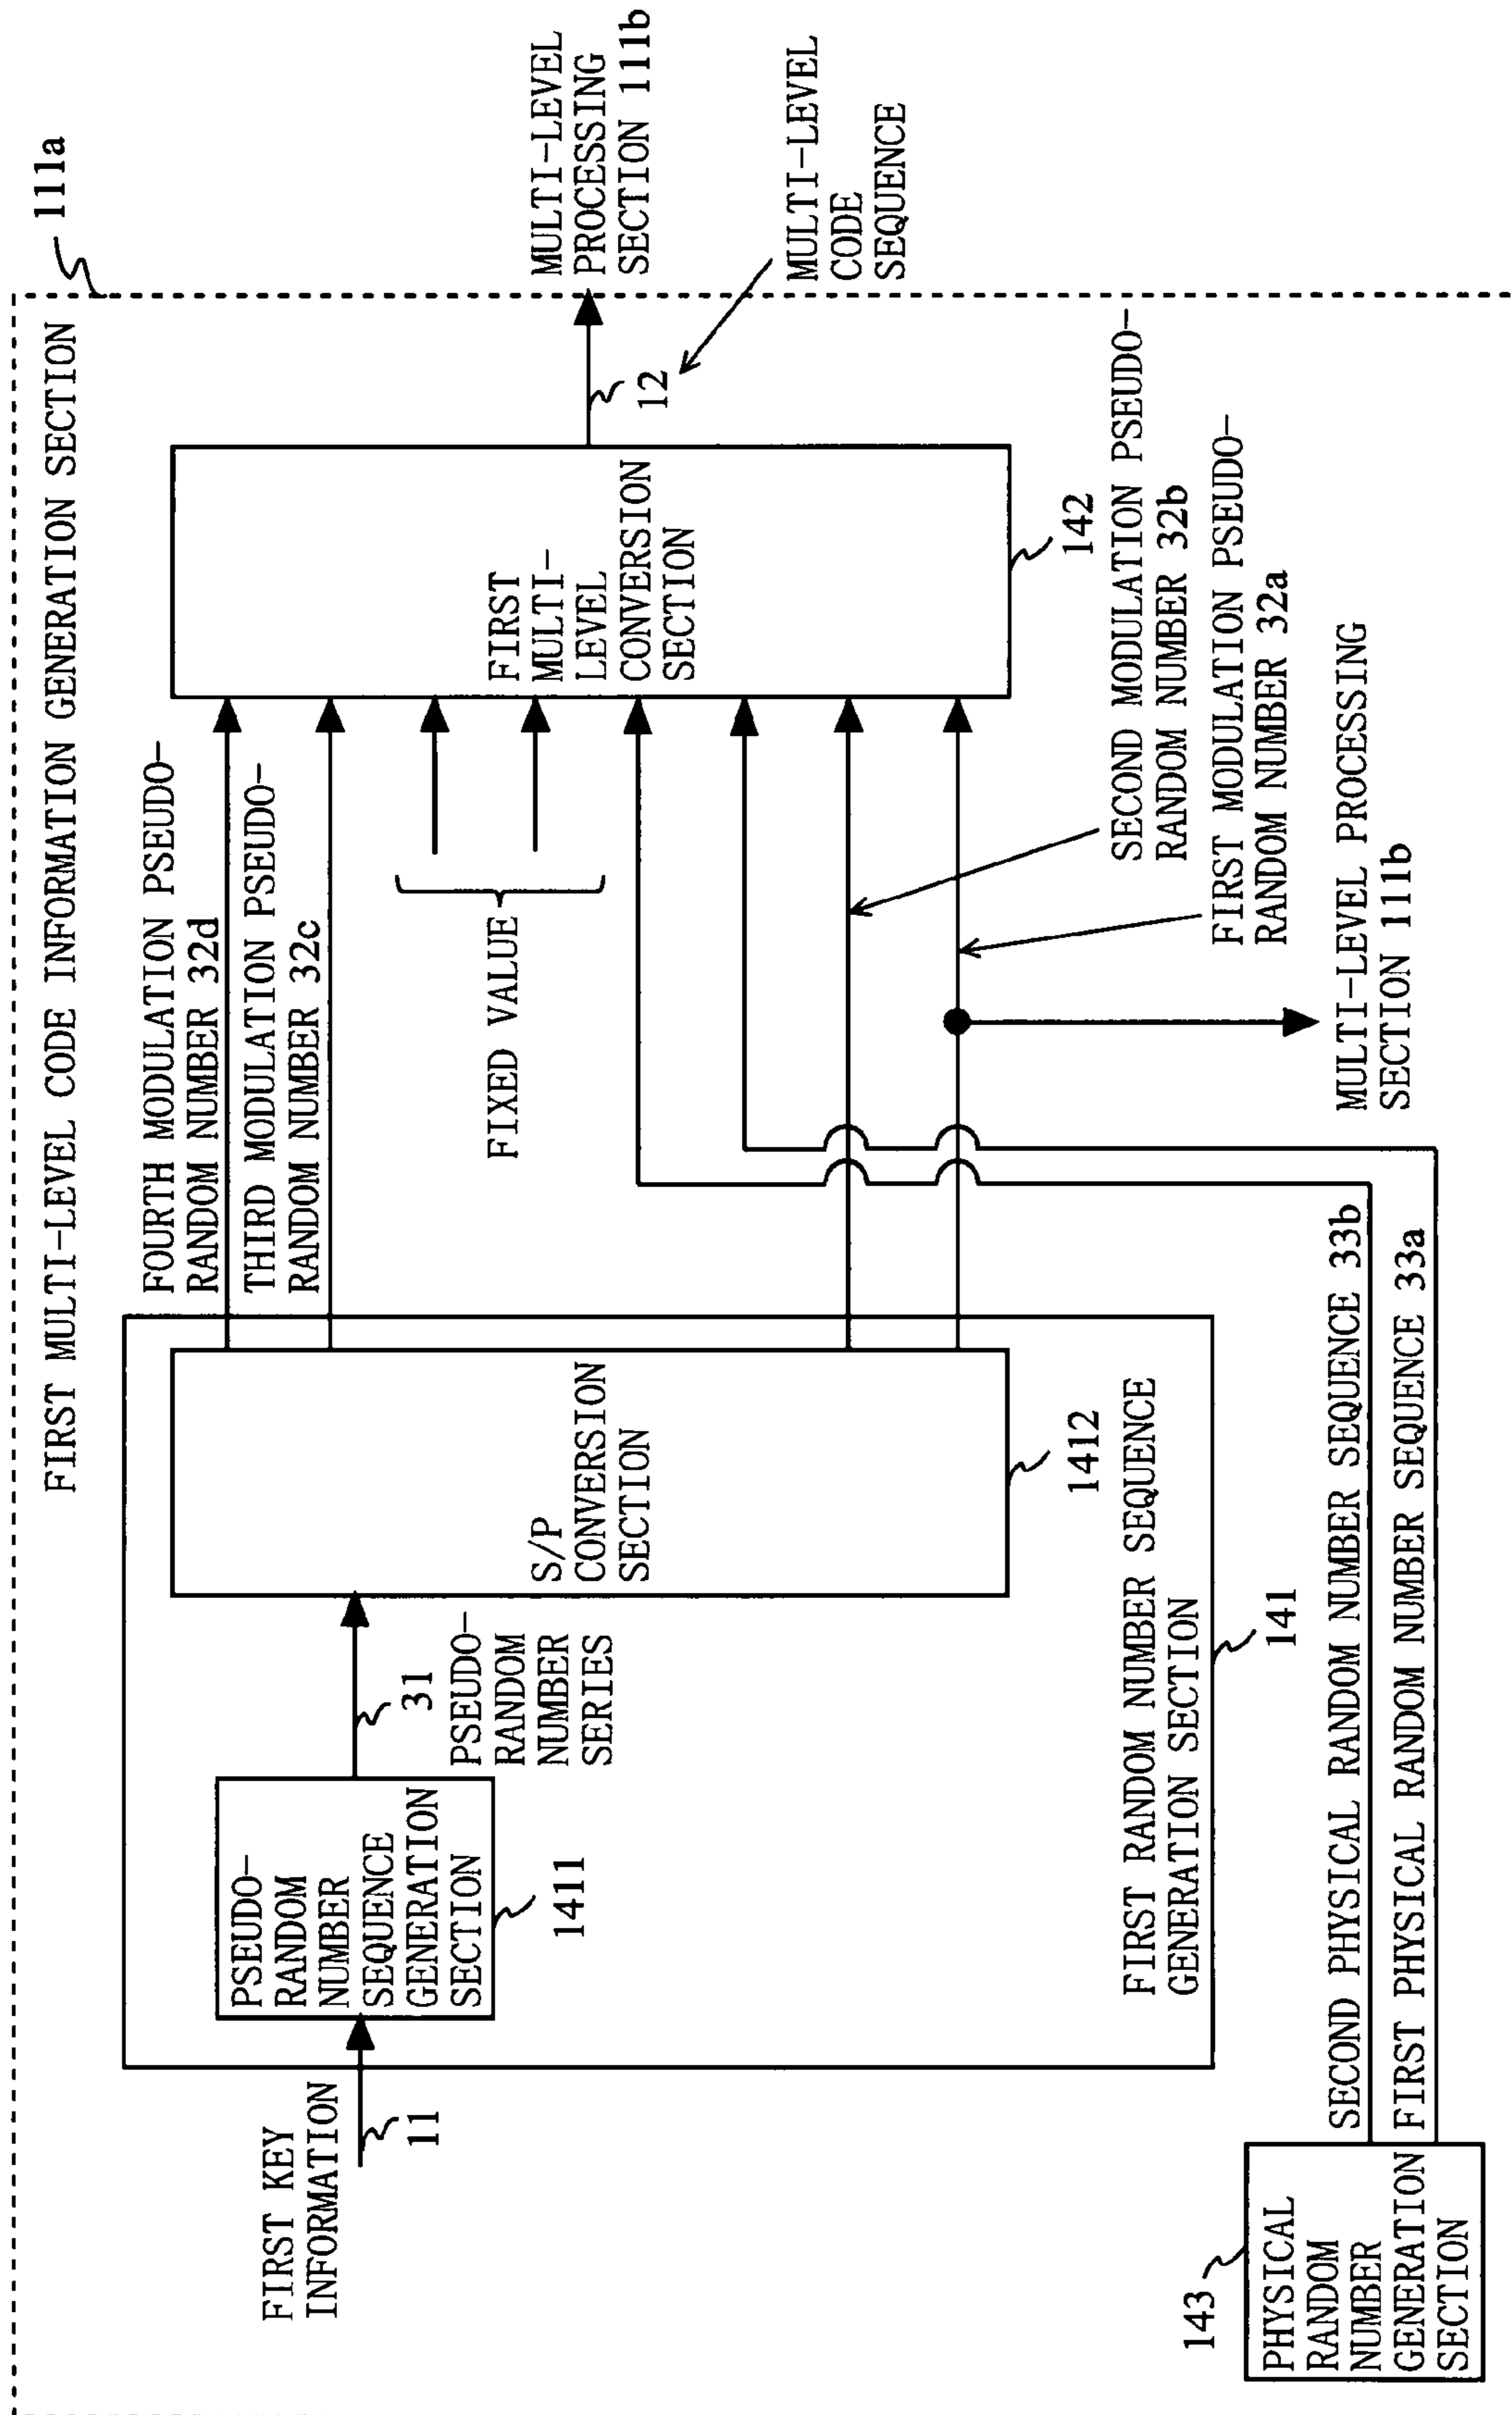 FIRST MULTI-LEVEL CODE INFORMATION GENERATION SECTION
111a
FIRST KEY
INFORMATION
11
PSEUDO-
RANDOM
NUMBER
SEQUENCE
GENERATION
SECTION
1411
31
PSEUDO-
RANDOM
NUMBER
SERIES
S/P
CONVERSION
SECTION
1412
FIRST RANDOM NUMBER SEQUENCE
GENERATION SECTION
141
FOURTH MODULATION PSEUDO-
RANDOM NUMBER 32d
THIRD MODULATION PSEUDO-
RANDOM NUMBER 32c
FIXED VALUE
FIRST
MULTI-
LEVEL
CONVERSION
SECTION
142
12
MULTI-LEVEL
PROCESSING
SECTION 111b
MULTI-LEVEL
CODE
SEQUENCE
SECOND MODULATION PSEUDO-
RANDOM NUMBER 32b
FIRST MODULATION PSEUDO-
RANDOM NUMBER 32a
MULTI-LEVEL PROCESSING
SECTION 111b
143
PHYSICAL
RANDOM
NUMBER
GENERATION
SECTION
SECOND PHYSICAL RANDOM NUMBER SEQUENCE 33b
FIRST PHYSICAL RANDOM NUMBER SEQUENCE 33a